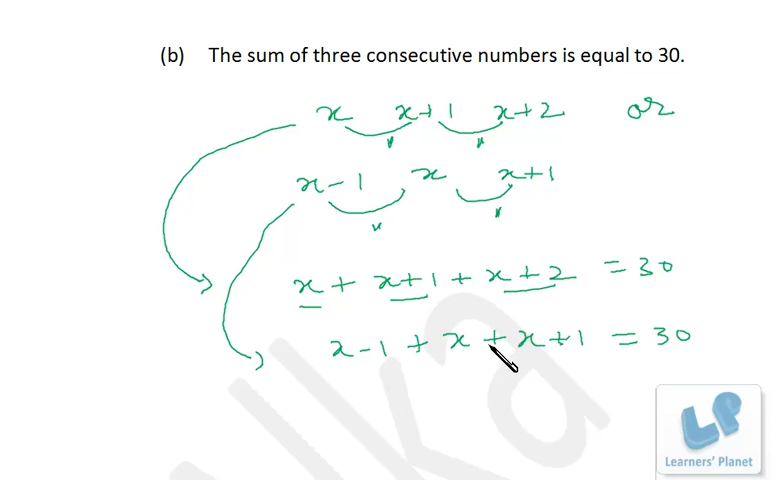 (b) The sum of three consecutive numbers is equal to 30.
x x+1 x+2 or
x-1 x x+1
x + x+1 + x+2 = 30
x-1 + x + x+1 = 30
LP
Learners' Planet